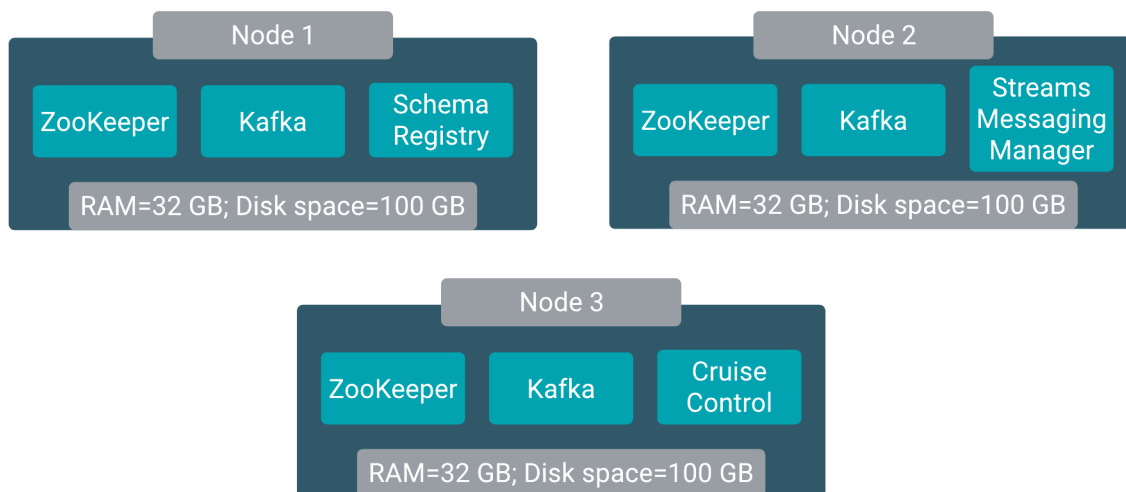 Node 1
ZooKeeper
Kafka
Schema
Registry
RAM=32 GB; Disk space=100 GB
Node 2
ZooKeeper
Kafka
Streams
Messaging
Manager
RAM=32 GB; Disk space=100 GB
Node 3
ZooKeeper
Kafka
Cruise
Control
RAM=32 GB; Disk space=100 GB